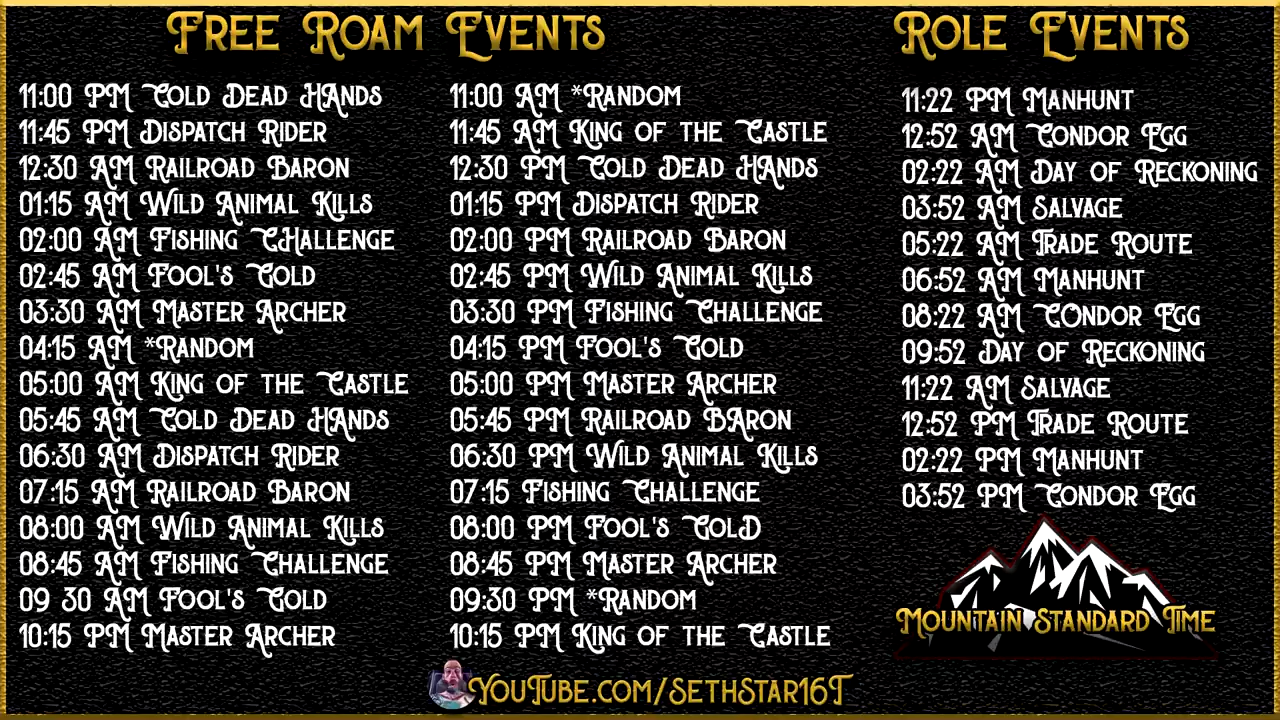 Free Roam Events
11:00 PM Cold Dead Hands
11:45 PM Dispatch Rider
12:30 AM Railroad Baron
01:15 AM Wild Animal Kills
02:00 AM Fishing Challenge
02:45 AM Fool's Gold
03:30 AM Master Archer
04:15 AM *Random
05:00 AM King of the Castle
05:45 AM Cold Dead Hands
06:30 AM Dispatch Rider
07:15 AM Railroad Baron
08:00 AM Wild Animal Kills
08:45 AM Fishing Challenge
09 30 AM Fool's Gold
10:15 PM Master Archer
11:00 AM *Random
11:45 AM King of the Castle
12:30 PM Cold Dead Hands
01:15 PM Dispatch Rider
02:00 PM Railroad Baron
02:45 PM Wild Animal Kills
03:30 PM Fishing Challenge
04:15 PM Fool's Gold
05:00 PM Master Archer
05:45 PM Railroad Baron
06:30 PM Wild Animal Kills
07:15 Fishing Challenge
08:00 PM Fool's Gold
08:45 PM Master Archer
09:30 PM *Random
10:15 PM King of the Castle
Role Events
11:22 PM Manhunt
12:52 AM Condor Egg
02:22 AM Day of Reckoning
03:52 AM Salvage
05:22 AM Trade Route
06:52 AM Manhunt
08:22 AM Condor Egg
09:52 Day of Reckoning
11:22 AM Salvage
12:52 PM Trade Route
02:22 PM Manhunt
03:52 PM Condor Egg
Mountain Standard Time
YouTube.com/SethStar16T